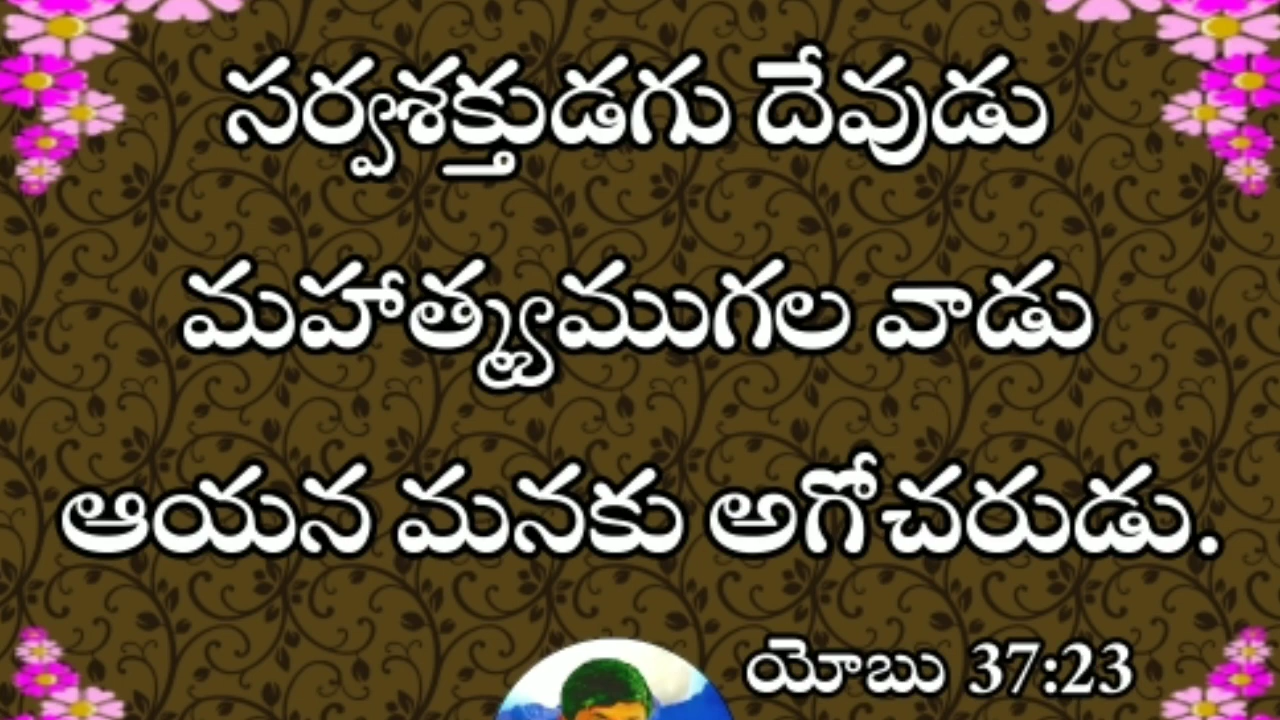 సర్వశక్తుడగు దేవుడు
మహాత్మ్యముగల వాడు
ఆయన మనకు అగోచరుడు.
యోబు 37:23